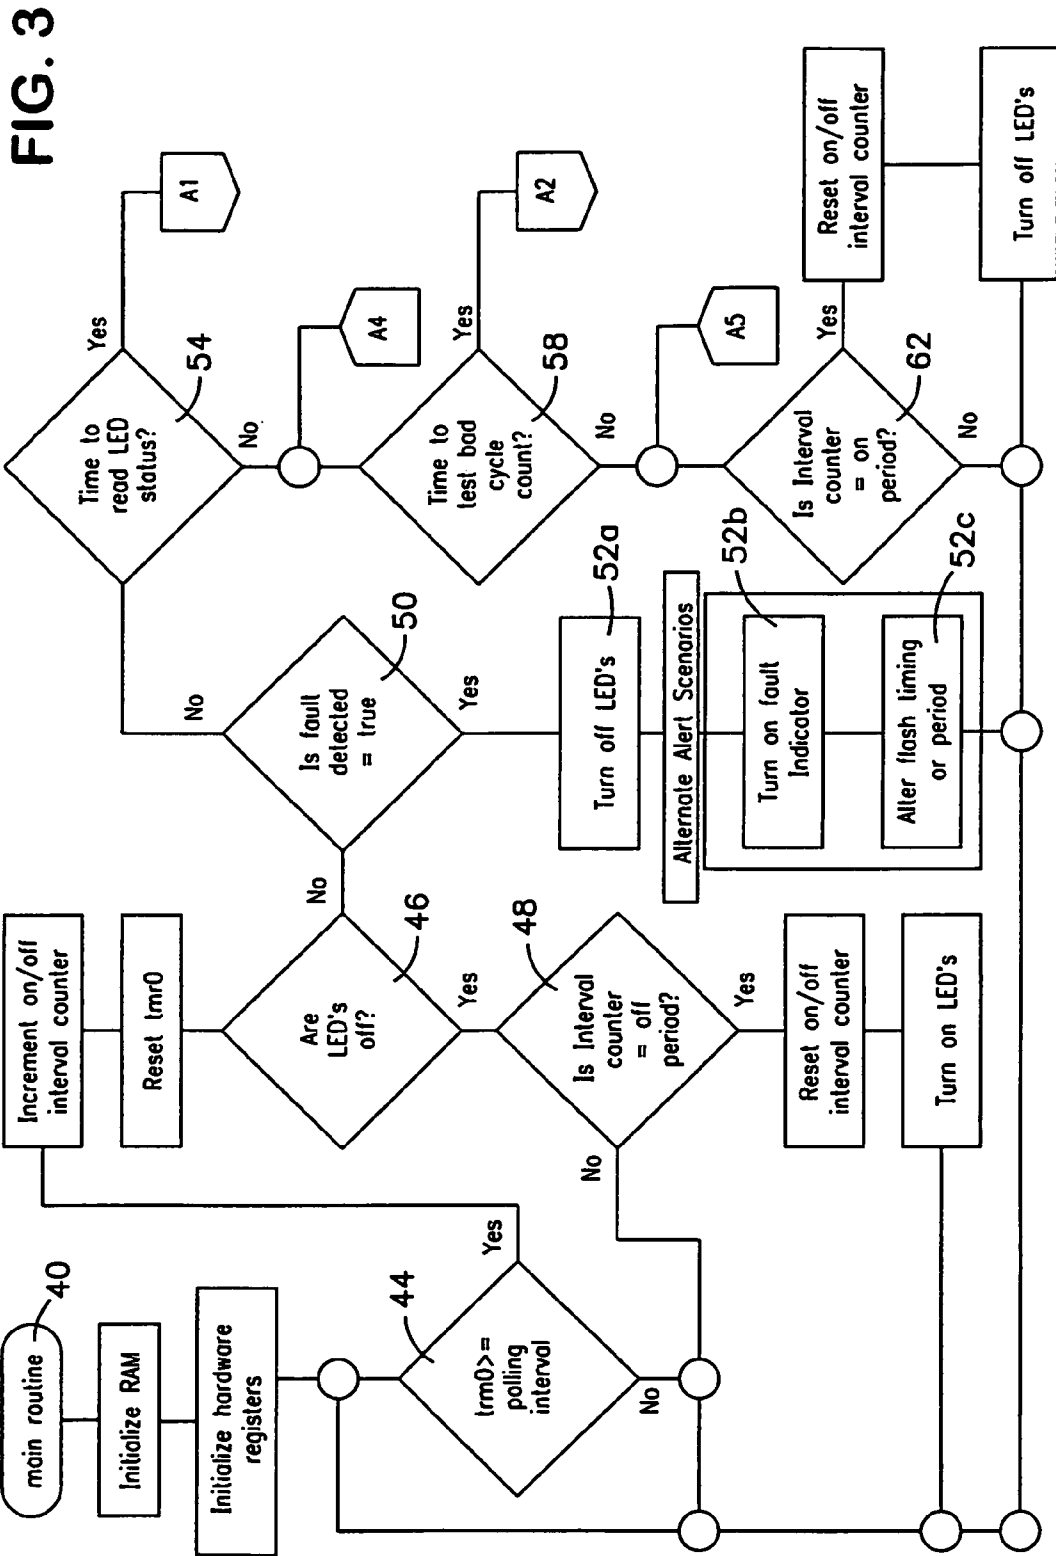 FIG. 3
main routine
40
Initialize RAM
Initialize hardware
registers
44
trm0>=
polling
interval
Yes
No
Increment on/off
interval counter
Reset tmr0
Are
LED's
off?
46
No
Yes
48
Is Interval
counter
= off
period?
No
Yes
Reset on/off
interval counter
Turn on LED's
50
Is fault
detected
= true
No
Yes
52a
Turn off LED's
Alternate Alert Scenarios
52b
Turn on fault
Indicator
52c
Alter flash timing
or period
54
Time to
read LED
status?
Yes
A1
No
A4
58
Time to
test bad
cycle
count?
Yes
A2
No
A5
62
Is Interval
counter
= on
period?
Yes
No
Reset on/off
interval counter
Turn off LED's